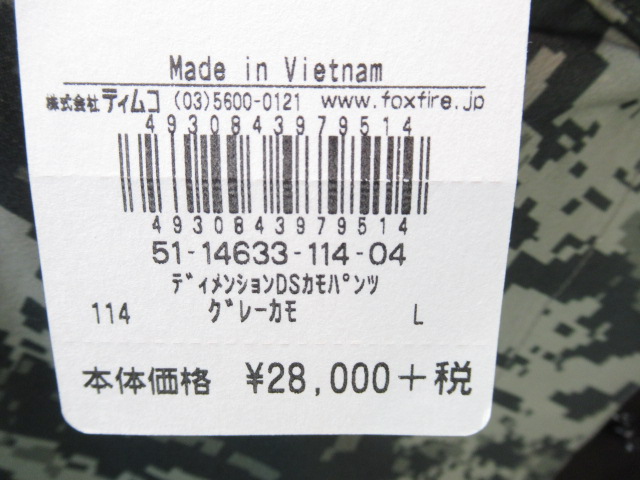 Made in Vietnam
株式会社 ティムコ (03)5600-0121 www.foxfire.jp
4930843979514
4930843979514
51-14633-114-04
ﾃﾞｨﾒﾝｼｮﾝDSｶﾓﾊﾟﾝﾂ
114 ｸﾞﾚｰｶﾓ L
本体価格 ¥28,000+税